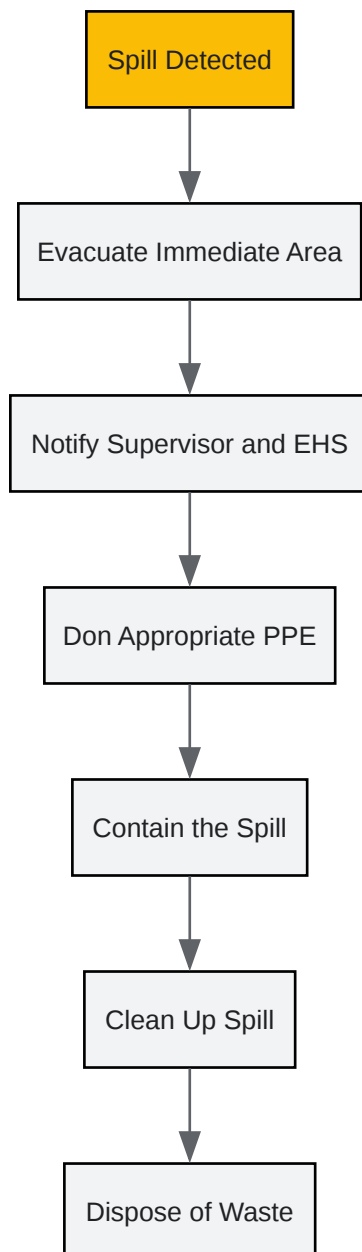 Spill Detected
Evacuate Immediate Area
Notify Supervisor and EHS
Don Appropriate PPE
Contain the Spill
Clean Up Spill
Dispose of Waste